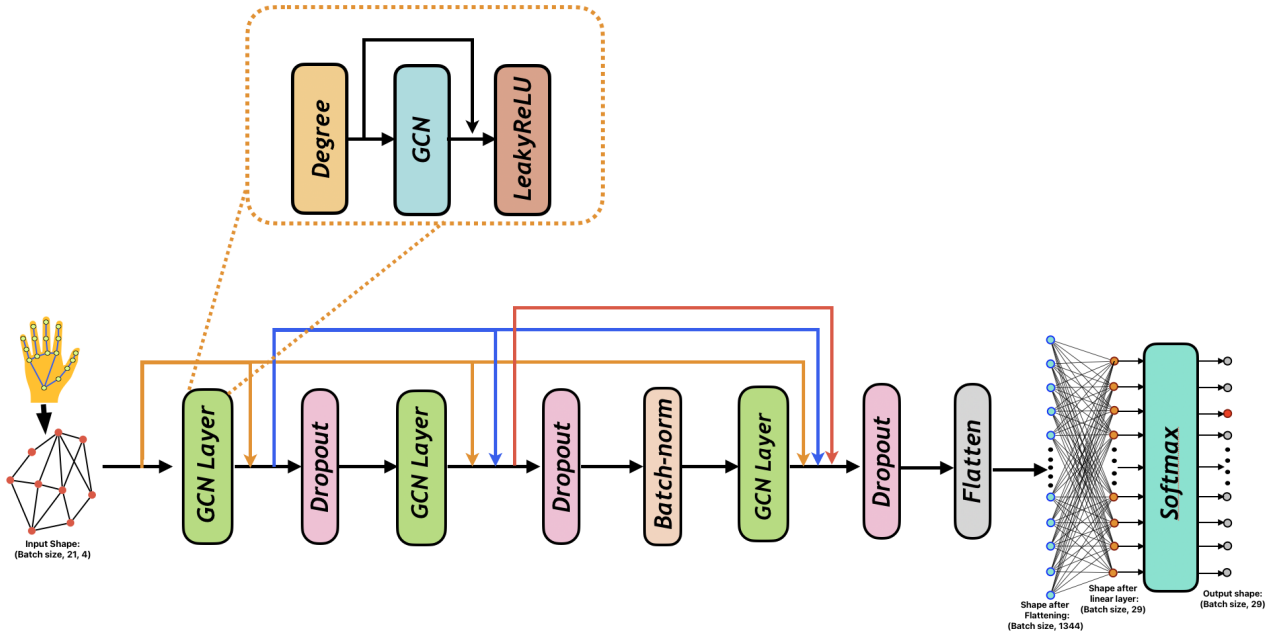 Degree
GCN
LeakyReLU
GCN Layer
Dropout
GCN Layer
Dropout
Batch-norm
GCN Layer
Dropout
Flatten
Softmax
Input Shape:
(Batch size, 21, 4)
Shape after
Flattening:
(Batch size, 1344)
Shape after
linear layer:
(Batch size, 29)
Output shape:
(Batch size, 29)